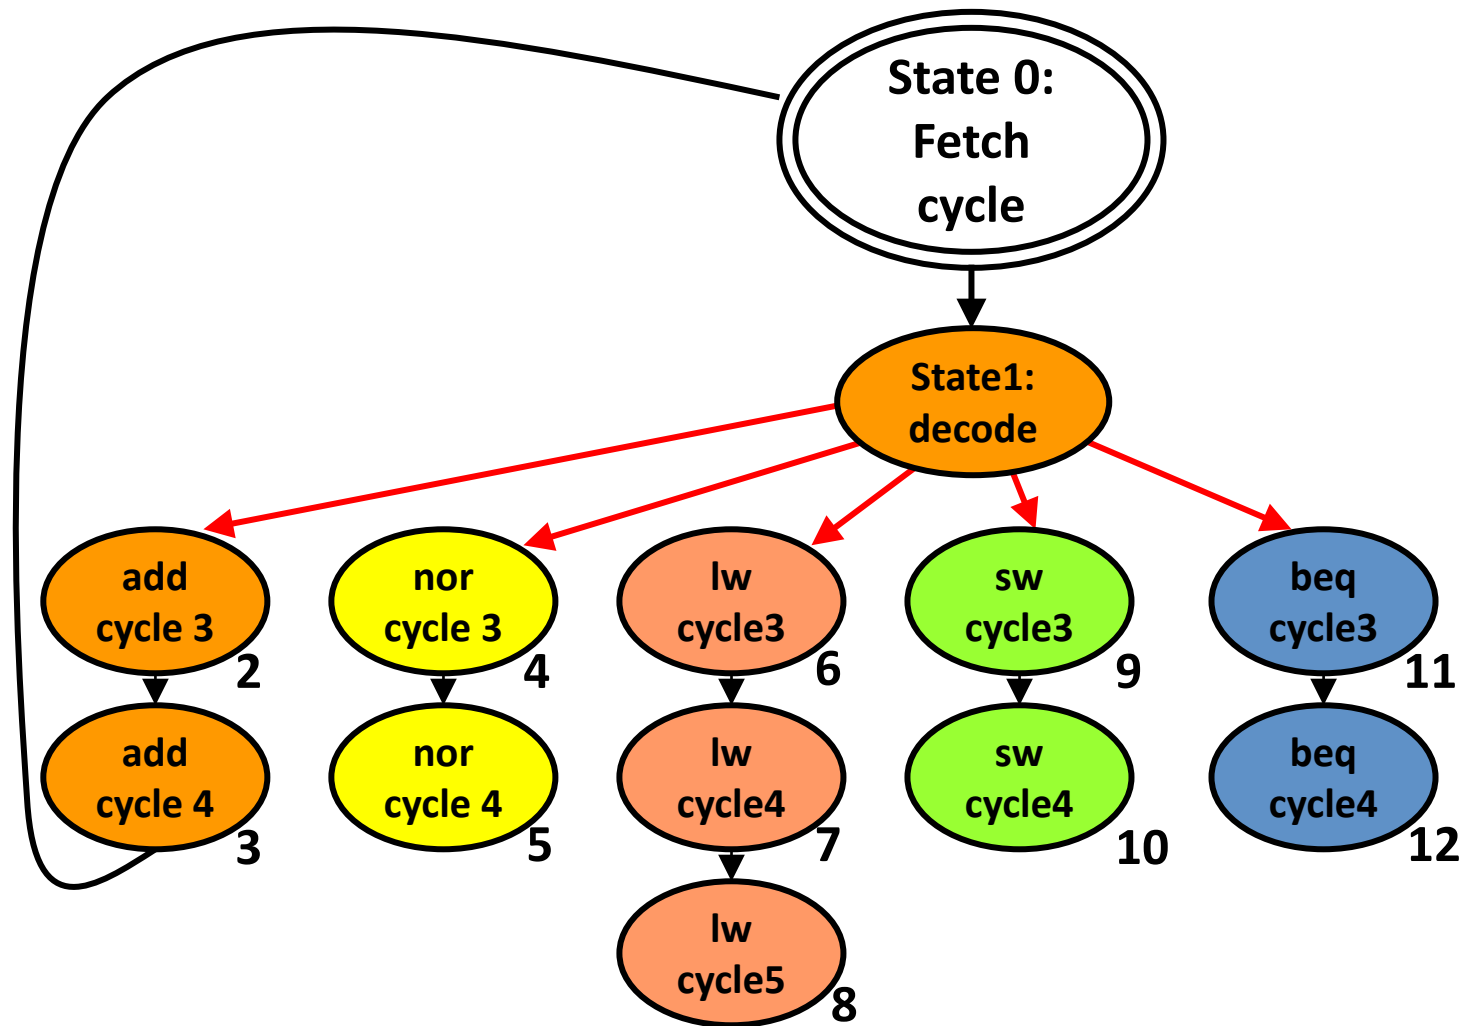 State 0:
Fetch
cycle
State1:
decode
add
cycle 3
2
nor
cycle 3
4
lw
cycle3
6
sw
cycle3
9
beq
cycle3
11
add
cycle 4
3
nor
cycle 4
5
lw
cycle4
7
sw
cycle4
10
beq
cycle4
12
lw
cycle5
8